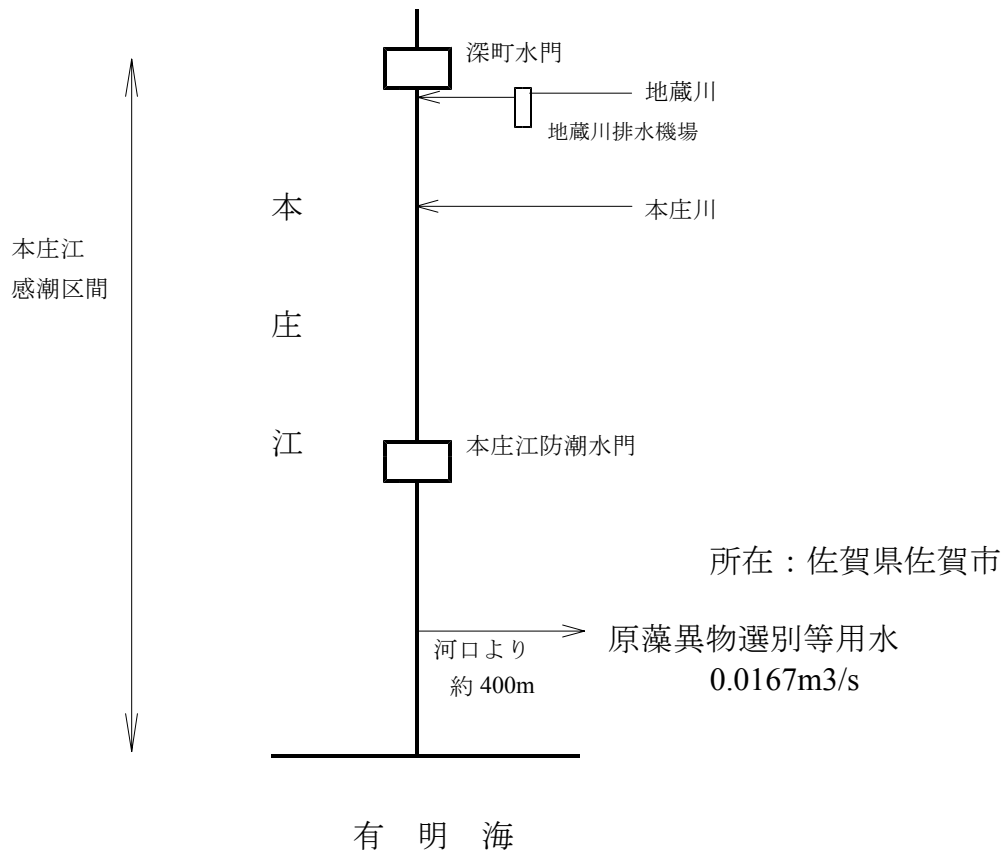 深町水門
地蔵川
地蔵川排水機場
本庄川
本庄江
感潮区間
本
庄
江
本庄江防潮水門
所在：佐賀県佐賀市
原藻異物選別等用水
0.0167m3/s
河口より
約 400m
有 明 海